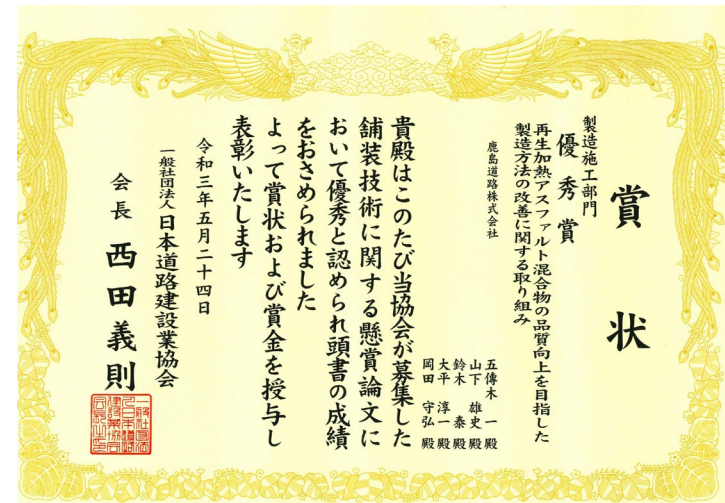 賞状
製造施工部門
優秀賞
再生加熱アスファルト混合物の品質向上を目指した
製造方法の改善に関する取り組み
鹿島道路株式会社
五傳木 一 殿
山下 雄史 殿
鈴木 泰 殿
大平 淳一 殿
岡田 守弘 殿
貴殿はこのたび当協会が募集した
舗装技術に関する懸賞論文に
おいて優秀と認められ頭書の成績
をおさめられました
よって賞状および賞金を授与し
表彰いたします
令和三年五月二十四日
一般社団法人 日本道路建設業協会
会長 西田義則